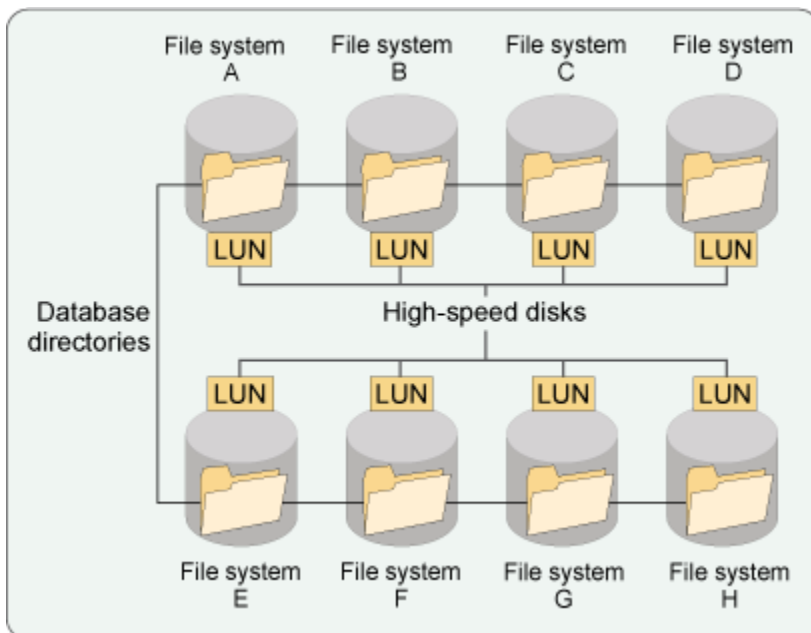 File system
A
File system
B
File system
C
File system
D
LUN
LUN
LUN
LUN
Database
directories
High-speed disks
LUN
LUN
LUN
LUN
File system
E
File system
F
File system
G
File system
H